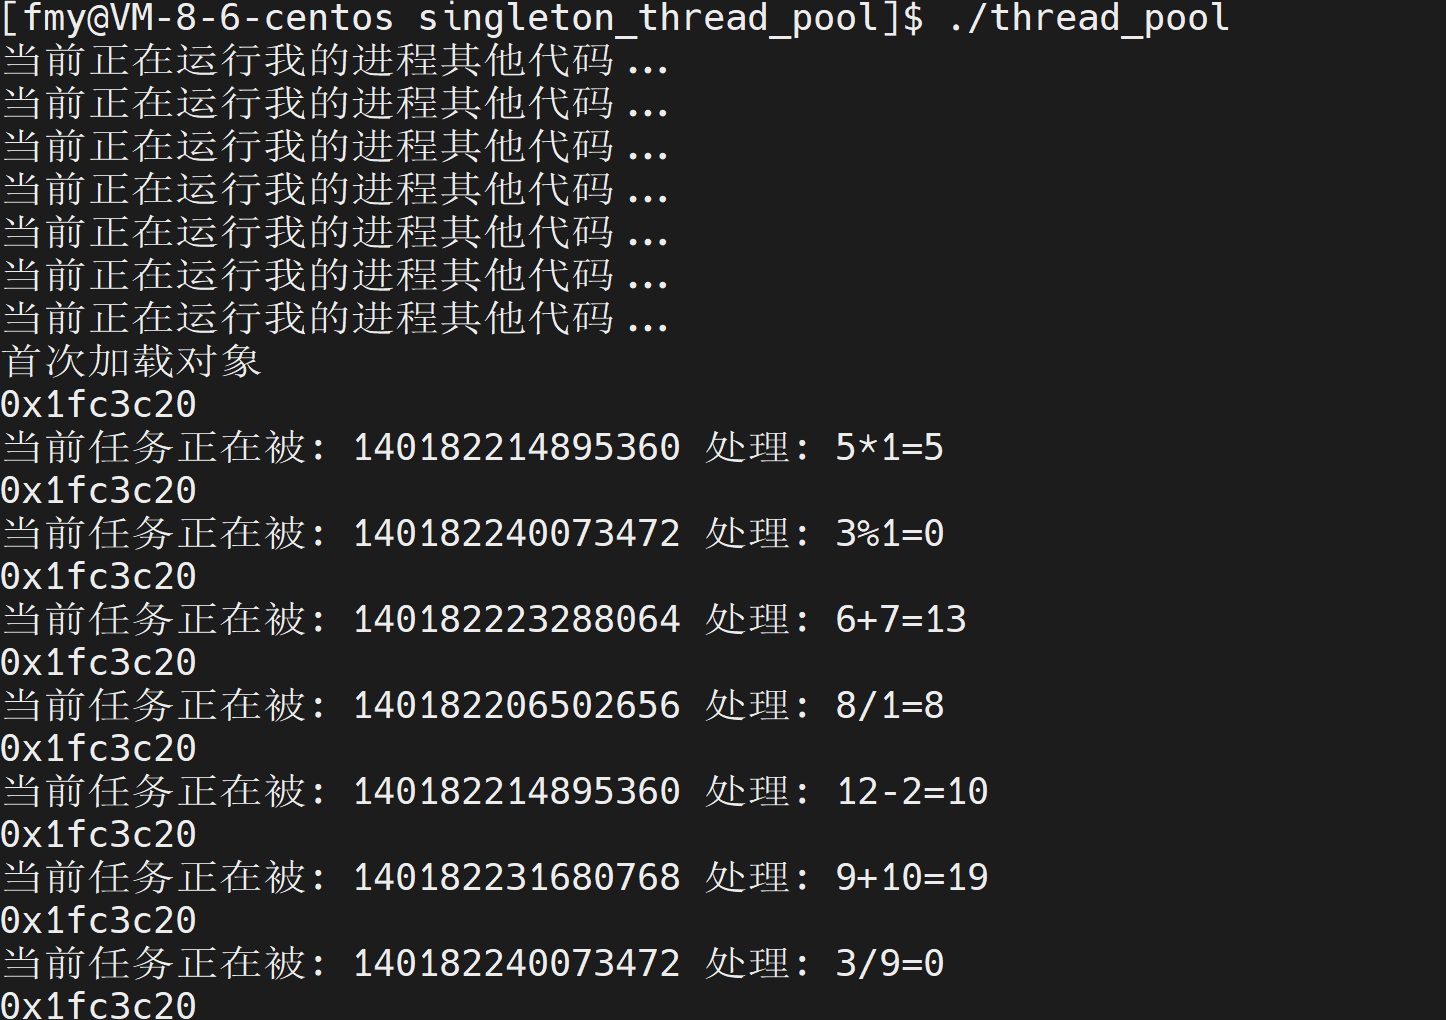 [fmy@VM-8-6-centos singleton_thread_pool]$ ./thread_pool
当前正在运行我的进程其他代码...
当前正在运行我的进程其他代码...
当前正在运行我的进程其他代码...
当前正在运行我的进程其他代码...
当前正在运行我的进程其他代码...
当前正在运行我的进程其他代码...
当前正在运行我的进程其他代码...
首次加载对象
0x1fc3c20
当前任务正在被: 140182214895360 处理: 5*1=5
0x1fc3c20
当前任务正在被: 140182240073472 处理: 3%1=0
0x1fc3c20
当前任务正在被: 140182223288064 处理: 6+7=13
0x1fc3c20
当前任务正在被: 140182206502656 处理: 8/1=8
0x1fc3c20
当前任务正在被: 140182214895360 处理: 12-2=10
0x1fc3c20
当前任务正在被: 140182231680768 处理: 9+10=19
0x1fc3c20
当前任务正在被: 140182240073472 处理: 3/9=0
0x1fc3c20